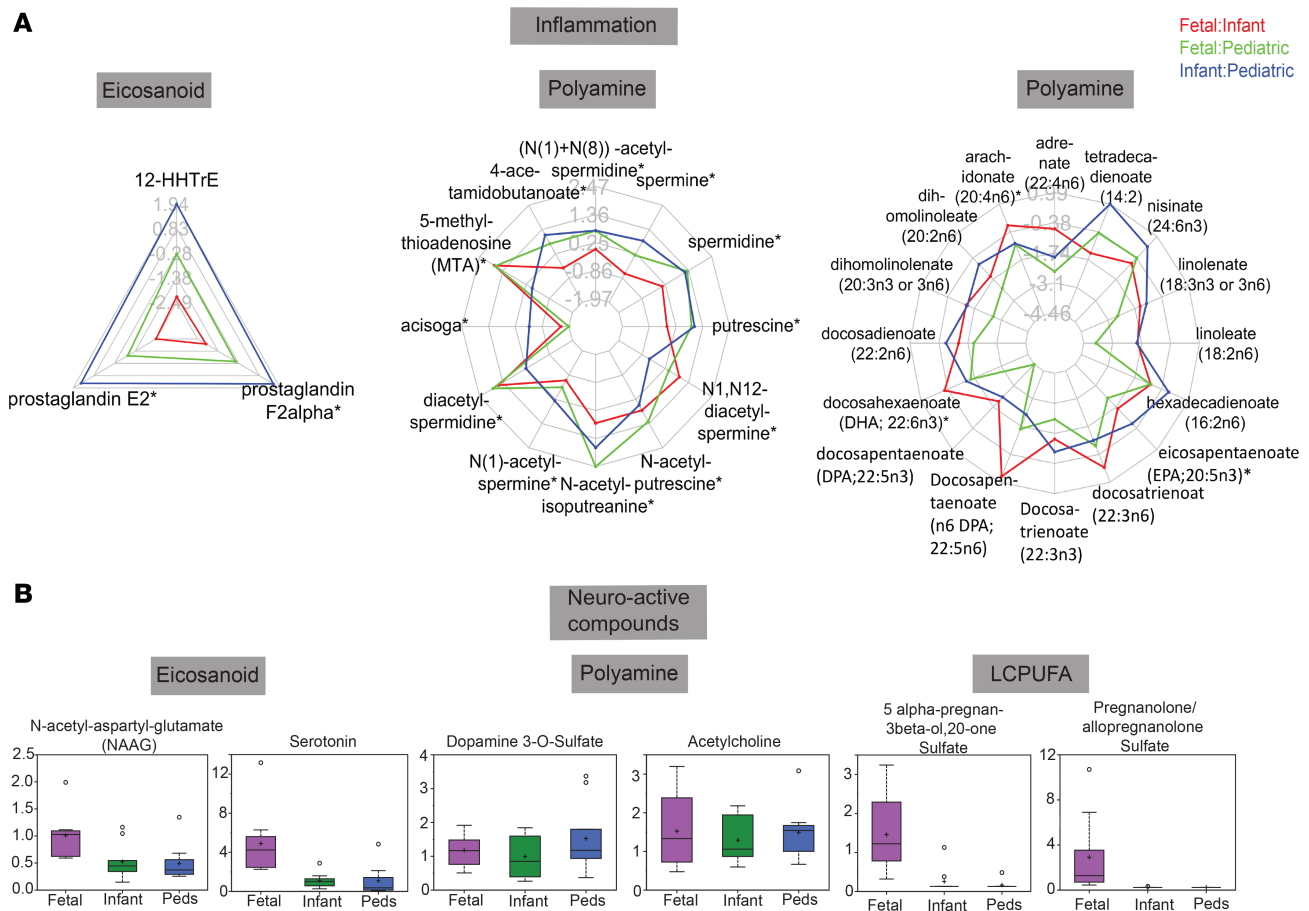 A
Inflammation
Fetal:Infant
Fetal:Pediatric
Infant:Pediatric
Eicosanoid
12-HHTrE
1.94
0.83
-0.28
-1.38
-2.49
prostaglandin E2*
prostaglandin
F2alpha*
Polyamine
(N(1)+N(8)) -acetyl-
spermidine*
4-ace-
tamidobutanoate*
spermine*
5-methyl-
thioadenosine
(MTA)*
spermidine*
acisoga*
putrescine*
diacetyl-
spermidine*
N1,N12-
diacetyl-
spermine*
N(1)-acetyl-
spermine*
N-acetyl-
isoputreanine*
N-acetyl-
putrescine*
2.47
1.36
0.25
-0.86
-1.97
Polyamine
adre-
nate
(22:4n6)
arach-
idonate
(20:4n6)*
tetradeca-
dienoate
(14:2)
dih-
omolinoleate
(20:2n6)
nisinate
(24:6n3)
dihomolinolenate
(20:3n3 or 3n6)
linolenate
(18:3n3 or 3n6)
docosadienoate
(22:2n6)
linoleate
(18:2n6)
docosahexaenoate
(DHA; 22:6n3)*
hexadecadienoate
(16:2n6)
docosapentaenoate
(DPA;22:5n3)
eicosapentaenoate
(EPA;20:5n3)*
Docosapen-
taenoate
(n6 DPA;
22:5n6)
Docosa-
trienoate
(22:3n3)
docosatrienoat
(22:3n6)
0.99
-0.38
-1.74
-3.1
-4.46
B
Neuro-active
compounds
Eicosanoid
Polyamine
LCPUFA
N-acetyl-aspartyl-glutamate
(NAAG)
2.5
2.0
1.5
1.0
0.5
0.0
Fetal Infant Peds
Serotonin
12
8
4
0
Fetal Infant Peds
Dopamine 3-O-Sulfate
4
3
2
1
0
Fetal Infant Peds
Acetylcholine
3
2
1
0
Fetal Infant Peds
5 alpha-pregnan-
3beta-ol,20-one
Sulfate
3
2
1
0
Fetal Infant Peds
Pregnanolone/
allopregnanolone
Sulfate
12
8
4
0
Fetal Infant Peds